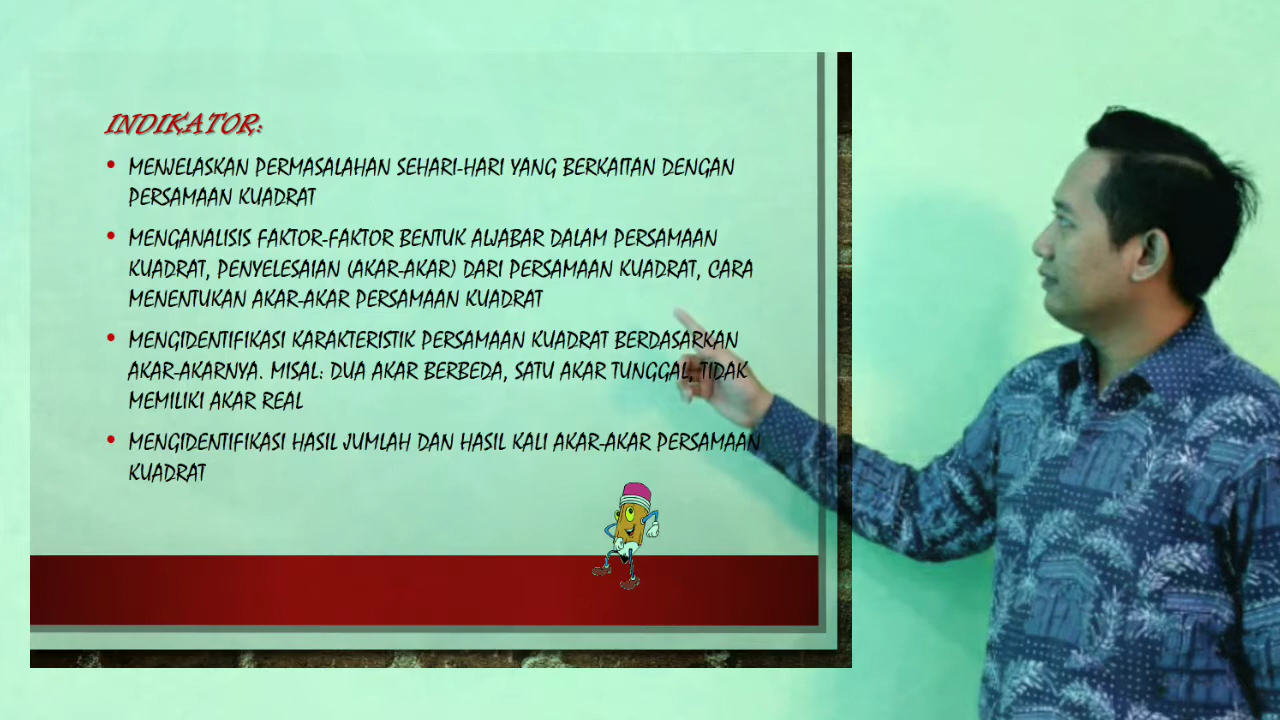 INDIKATOR:
• MENJELASKAN PERMASALAHAN SEHARI-HARI YANG BERKAITAN DENGAN
PERSAMAAN KUADRAT
• MENGANALISIS FAKTOR-FAKTOR BENTUK ALJABAR DALAM PERSAMAAN
KUADRAT, PENYELESAIAN (AKAR-AKAR) DARI PERSAMAAN KUADRAT, CARA
MENENTUKAN AKAR-AKAR PERSAMAAN KUADRAT
• MENGIDENTIFIKASI KARAKTERISTIK PERSAMAAN KUADRAT BERDASARKAN
AKAR-AKARNYA. MISAL: DUA AKAR BERBEDA, SATU AKAR TUNGGAL, TIDAK
MEMILIKI AKAR REAL
• MENGIDENTIFIKASI HASIL JUMLAH DAN HASIL KALI AKAR-AKAR PERSAMAAN
KUADRAT